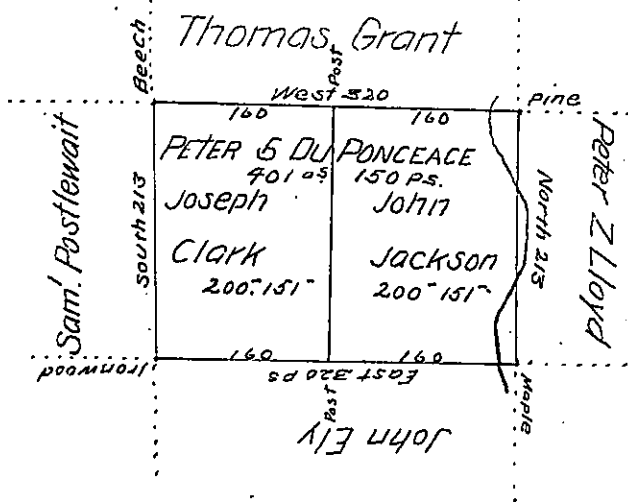 Thomas Grant
Beech
Post
West 320
Pine
160
160
PETER S DU PONCEACE
401 as 150 PS.
Joseph
John
Clark
Jackson
200-151-
200-151-
Sam'. Postlewait
South 213
North 213
Peter Z Lloyd
160
160
Ironwood
East 320 ps
Maple
Post
John Ely